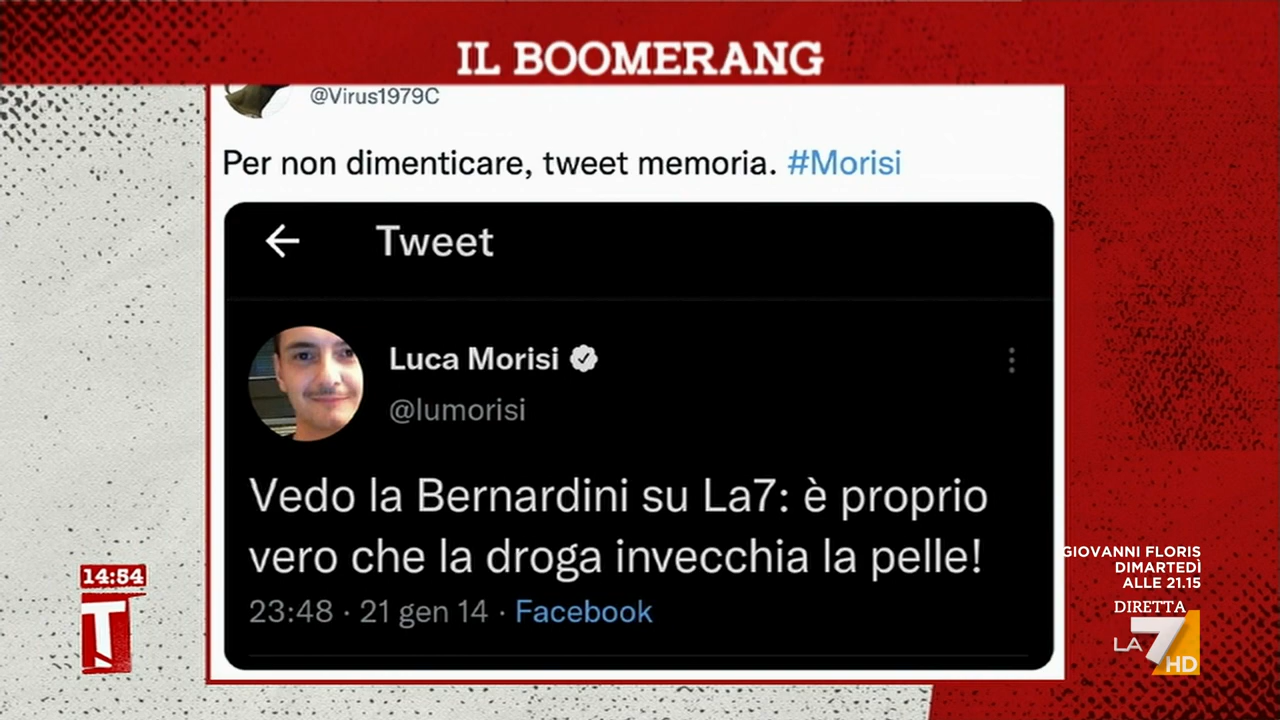 IL BOOMERANG
@Virus1979C
Per non dimenticare, tweet memoria. #Morisi
Tweet
Luca Morisi
@lumorisi
Vedo la Bernardini su La7: è proprio
vero che la droga invecchia la pelle!
23:48 · 21 gen 14 · Facebook
14:54
T
GIOVANNI FLORIS
DIMARTEDÌ
ALLE 21.15
DIRETTA
LA7 HD